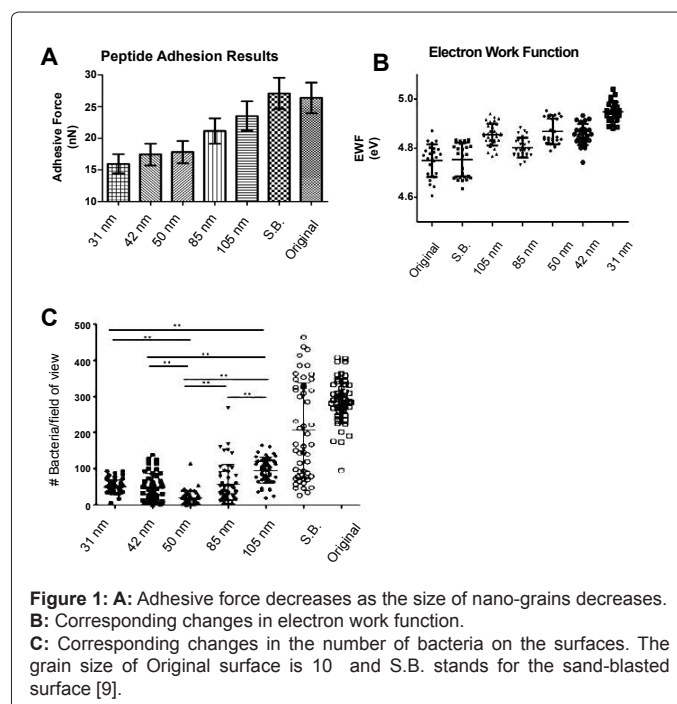 A
Peptide Adhesion Results
Adhesive Force
(nN)
30
25
20
15
10
31 nm
42 nm
50 nm
85 nm
105 nm
S.B.
Original
B
Electron Work Function
EWF
(eV)
5.0
4.8
4.6
Original
S.B.
105 nm
85 nm
50 nm
42 nm
31 nm
C
# Bacteria/field of view
500
400
300
200
100
0
**
**
**
**
**
**
**
31 nm
42 nm
50 nm
85 nm
105 nm
S.B.
Original
Figure 1: A: Adhesive force decreases as the size of nano-grains decreases.
B: Corresponding changes in electron work function.
C: Corresponding changes in the number of bacteria on the surfaces. The
grain size of Original surface is 10 and S.B. stands for the sand-blasted
surface [9].